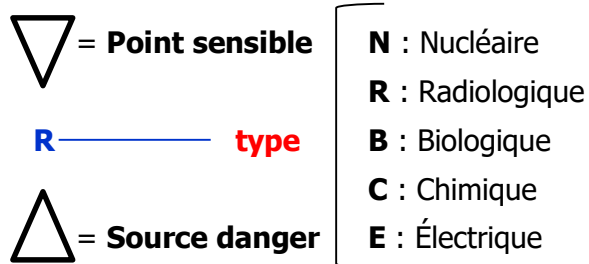 = Point sensible
R type
= Source danger
N : Nucléaire
R : Radiologique
B : Biologique
C : Chimique
E : Électrique